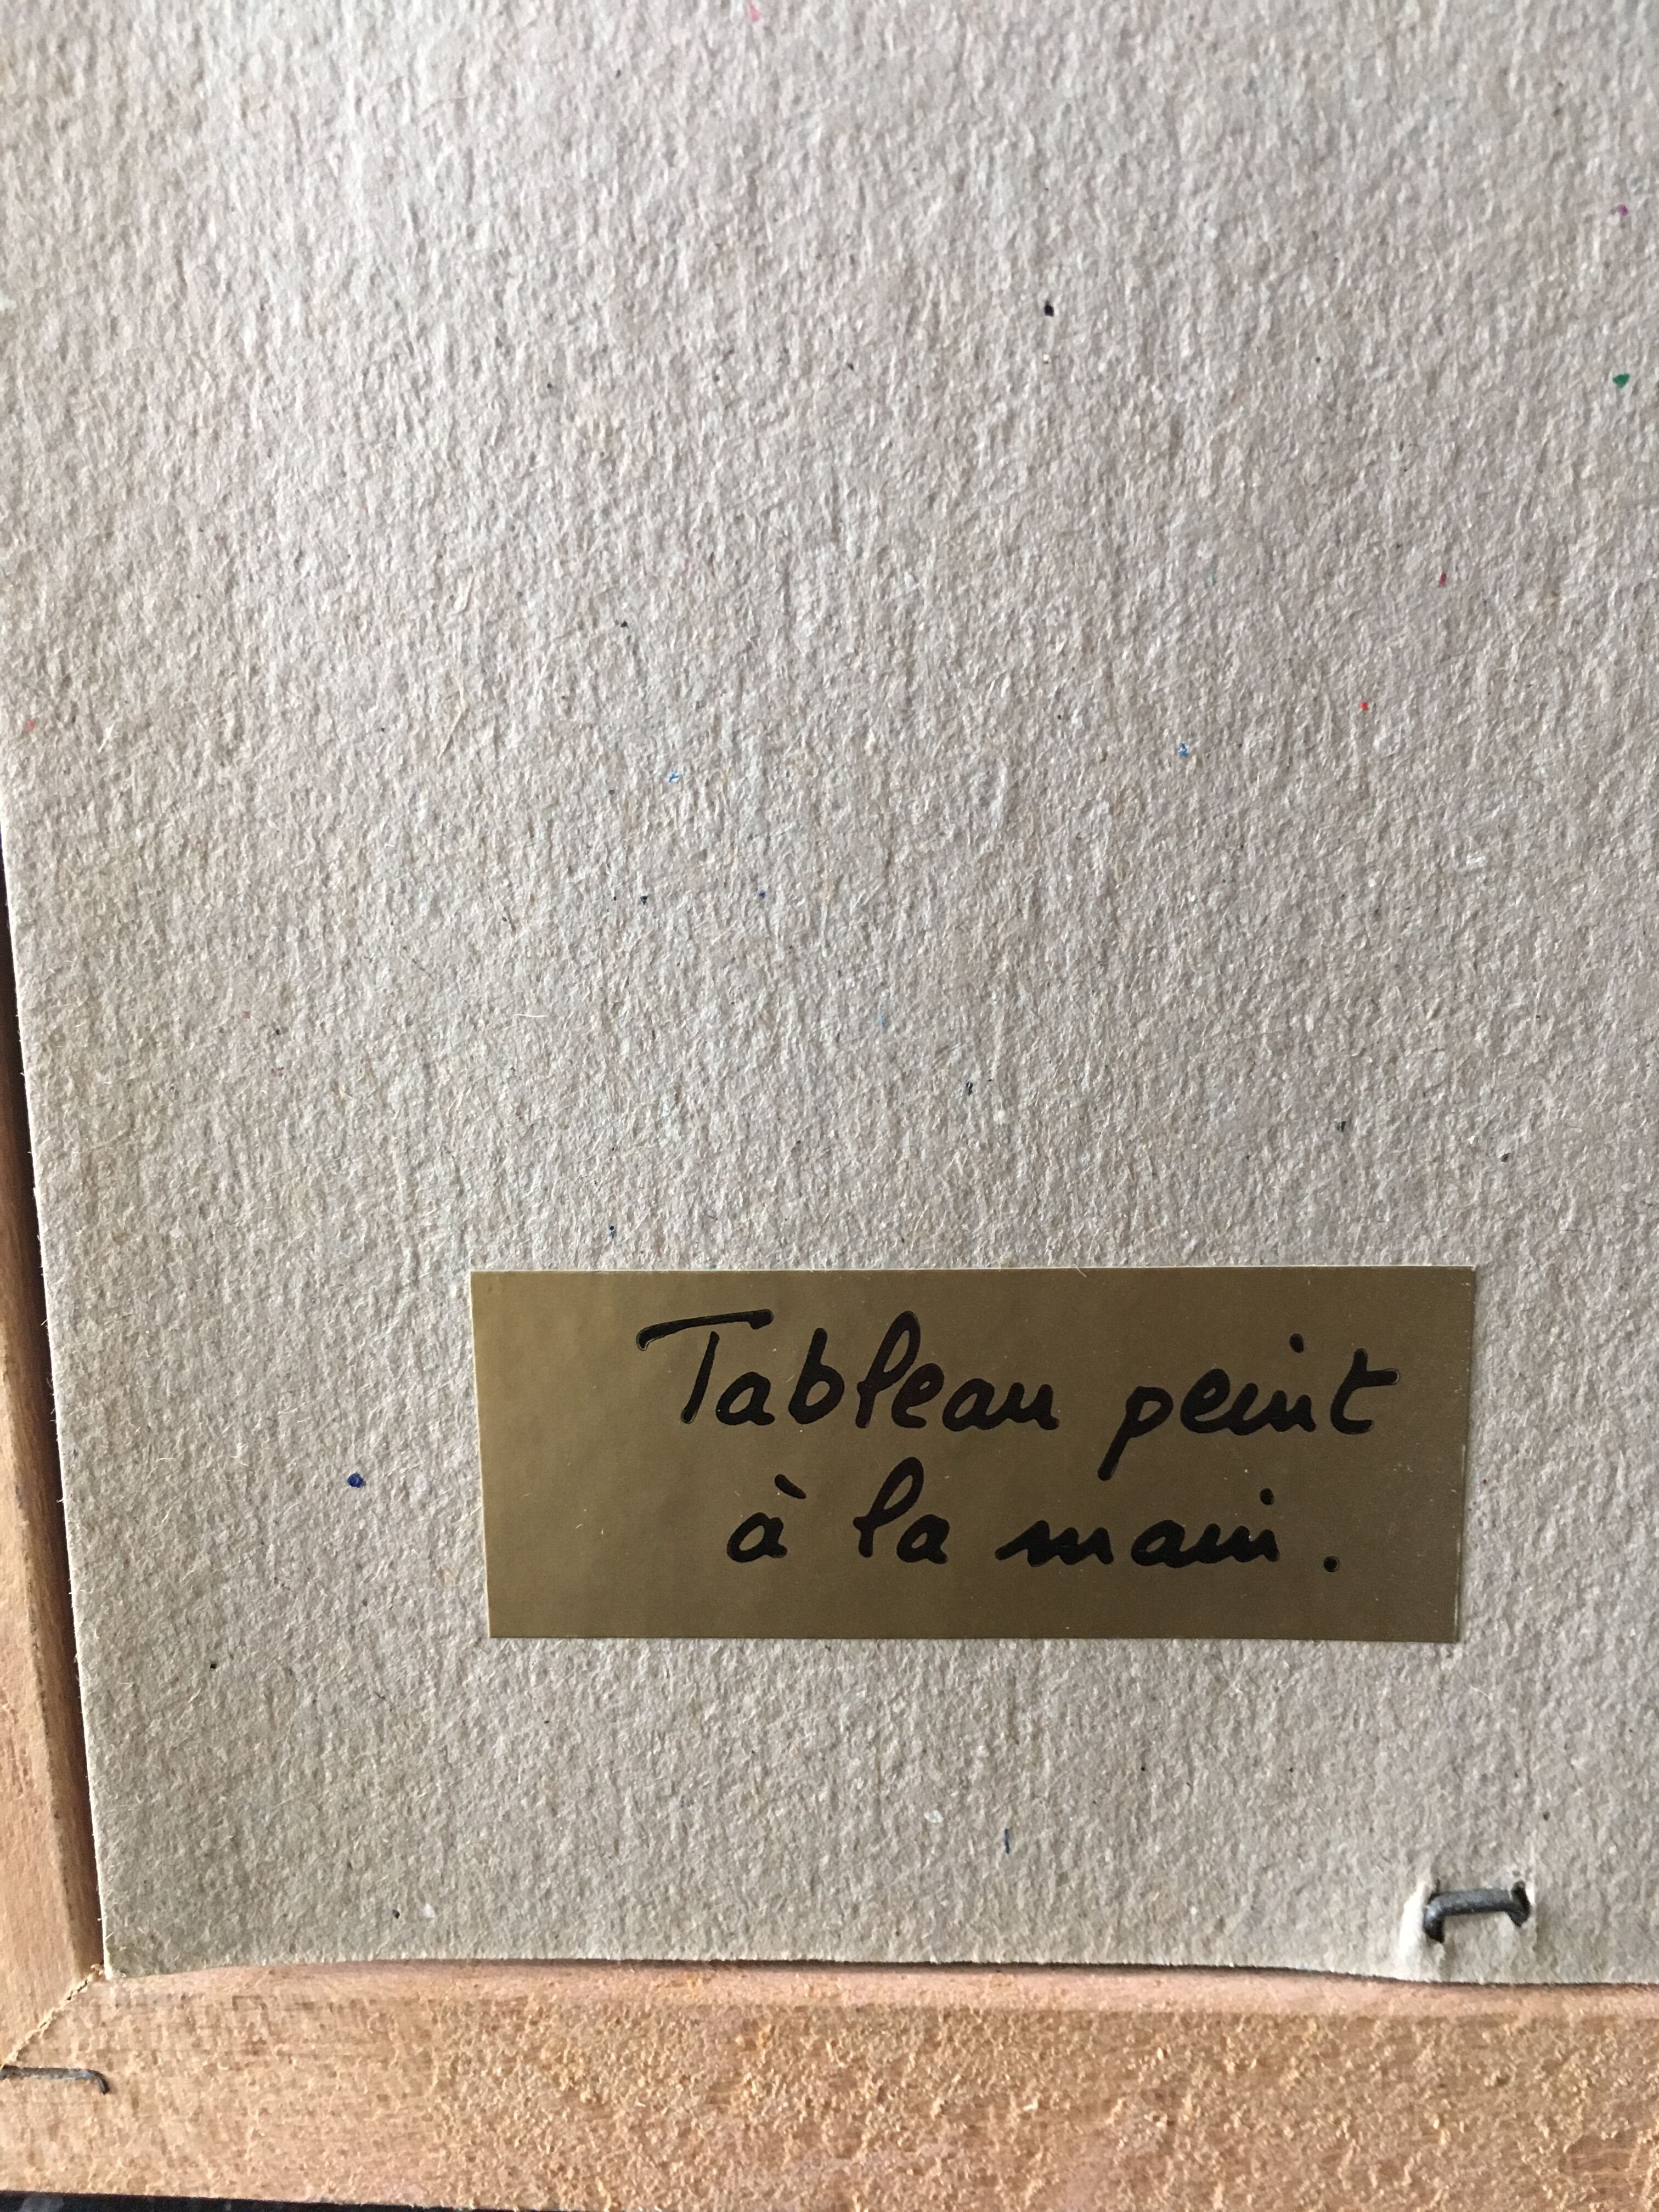 Tableau peint
à la main.